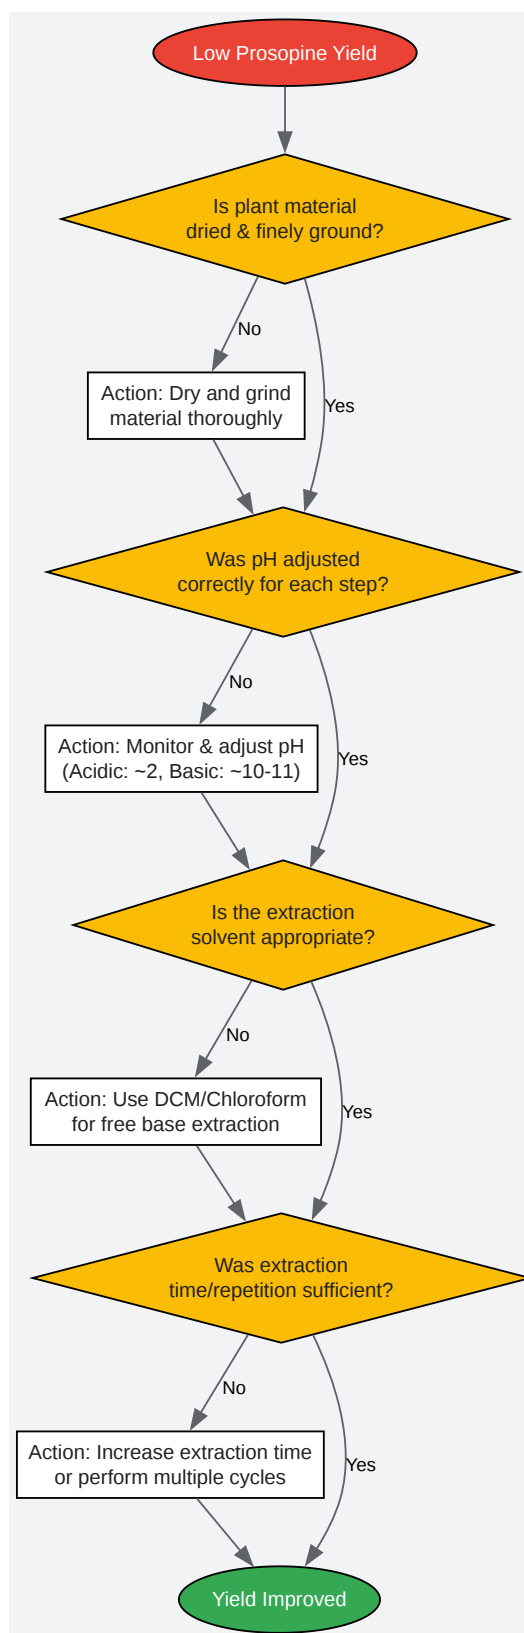 Low Prosopine Yield
Is plant material
dried & finely ground?
No
Yes
Action: Dry and grind
material thoroughly
Was pH adjusted
correctly for each step?
No
Yes
Action: Monitor & adjust pH
(Acidic: ~2, Basic: ~10-11)
Is the extraction
solvent appropriate?
No
Yes
Action: Use DCM/Chloroform
for free base extraction
Was extraction
time/repetition sufficient?
No
Yes
Action: Increase extraction time
or perform multiple cycles
Yield Improved